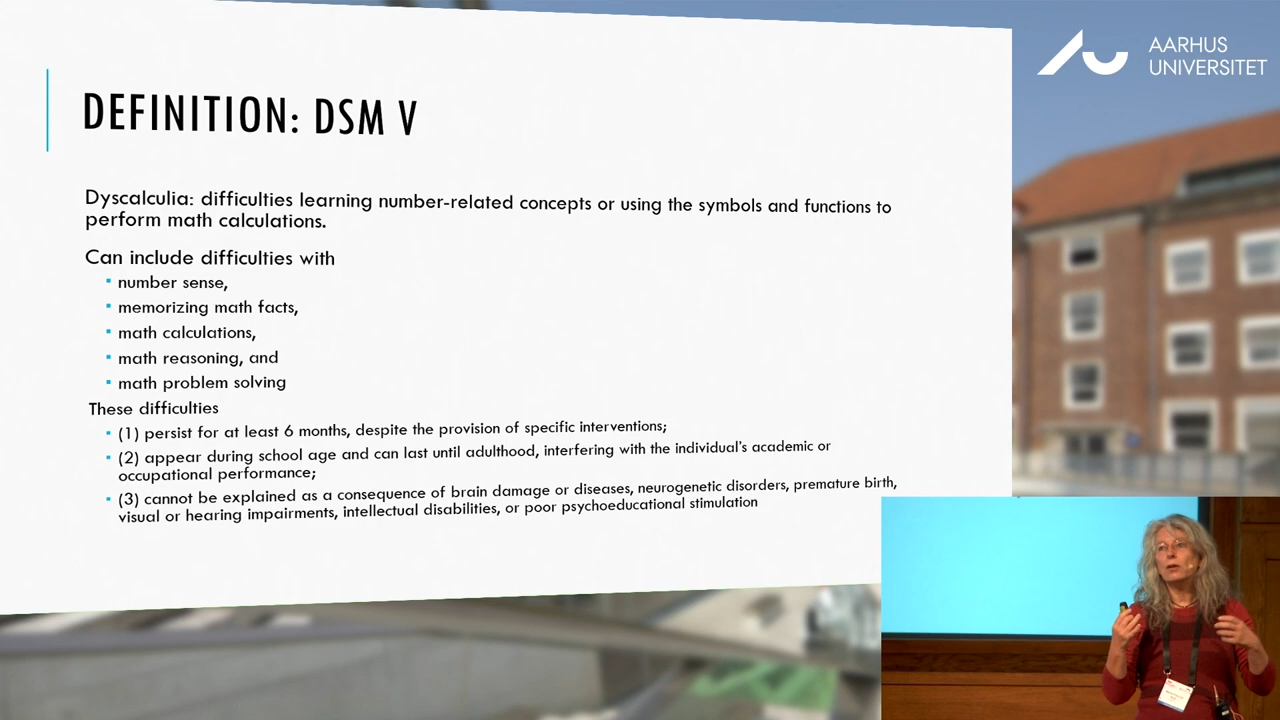 AARHUS
UNIVERSITET
DEFINITION: DSM V
Dyscalculia: difficulties learning number-related concepts or using the symbols and functions to
perform math calculations.
Can include difficulties with
▪ number sense,
▪ memorizing math facts,
▪ math calculations,
▪ math reasoning, and
▪ math problem solving
These difficulties
▪ (1) persist for at least 6 months, despite the provision of specific interventions;
▪ (2) appear during school age and can last until adulthood, interfering with the individual's academic or
occupational performance;
▪ (3) cannot be explained as a consequence of brain damage or diseases, neurogenetic disorders, premature birth,
visual or hearing impairments, intellectual disabilities, or poor psychoeducational stimulation